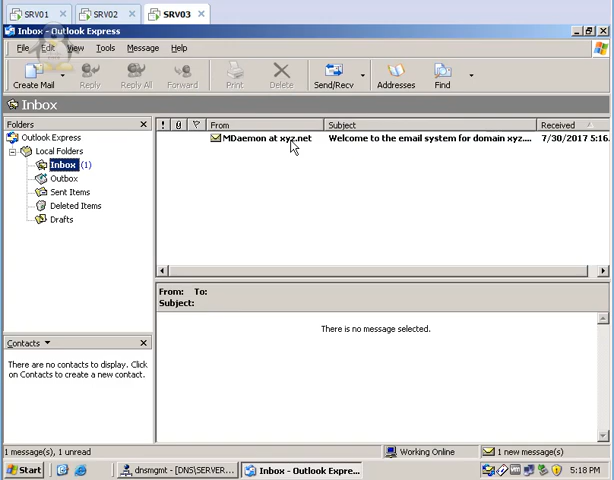 SRV01 SRV02 SRV03
Inbox - Outlook Express
File Edit View Tools Message Help
Create Mail Reply Reply All Forward Print Delete Send/Recv Addresses Find
Inbox
Folders
Outlook Express
Local Folders
Inbox (1)
Outbox
Sent Items
Deleted Items
Drafts
! From Subject Received
MDaemon at xyz.net Welcome to the email system for domain xyz.... 7/30/2017 5:16
From: To:
Subject:
There is no message selected.
Contacts
There are no contacts to display. Click
on Contacts to create a new contact.
1 message(s), 1 unread Working Online 1 new message(s)
Start dnsmgmt - [DNS\SERVER... Inbox - Outlook Expre... 5:18 PM